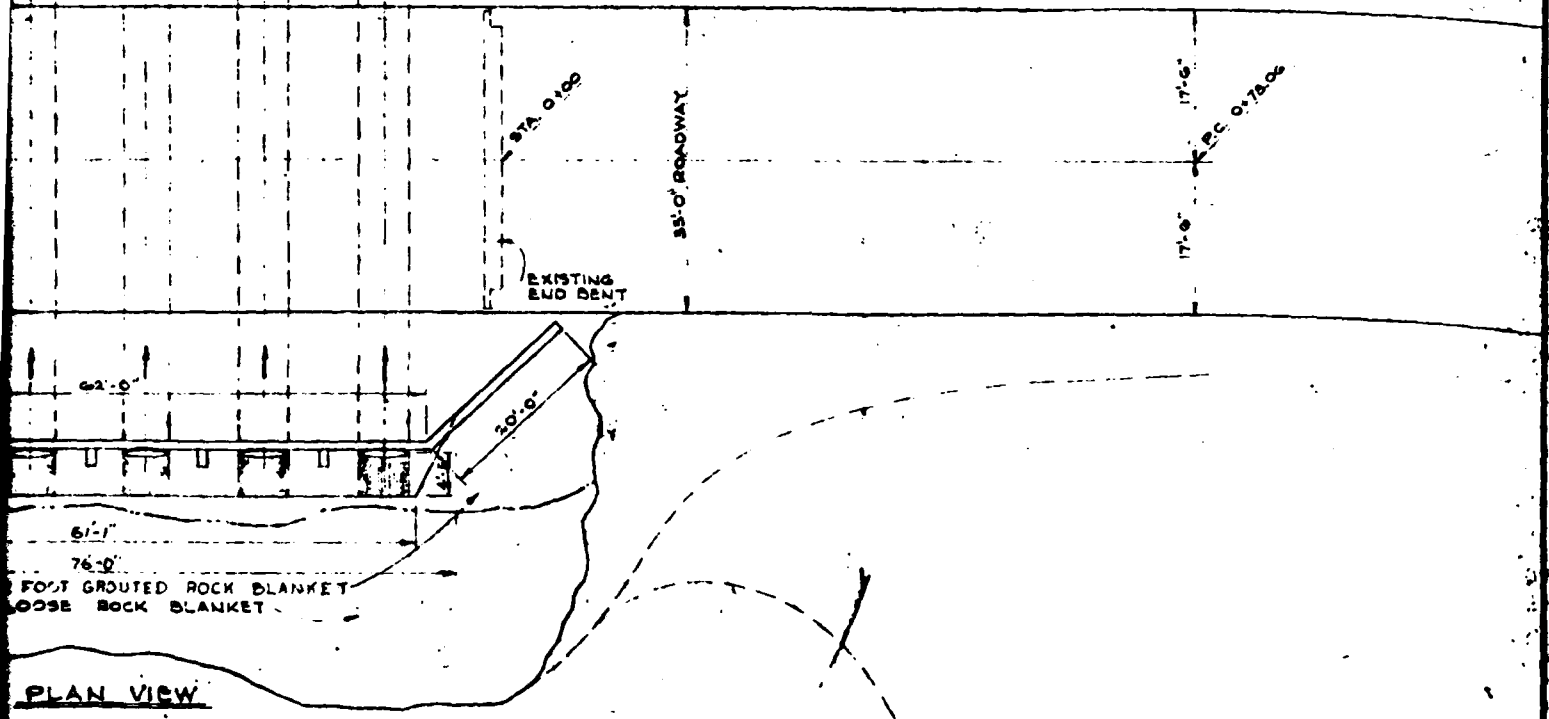 STA. 0+00
35'-0" ROADWAY
17'-6"
P.C. 0+78.06
17'-6"
EXISTING
END BENT
62'-0"
20'-0"
61'-1"
76'-0"
FOOT GROUTED ROCK BLANKET
OOSE ROCK BLANKET
PLAN VIEW